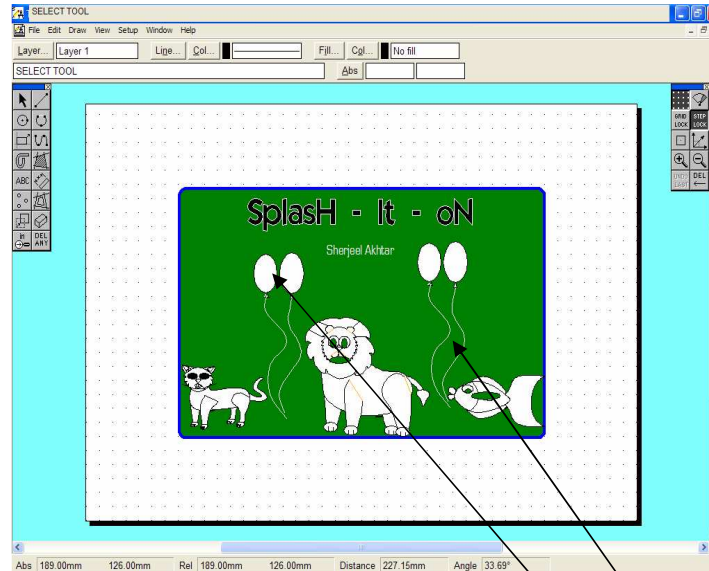 SELECT TOOL
File Edit Draw View Setup Window Help
Layer... Layer 1 Line... Col... Fill... Col... No fill
SELECT TOOL Abs
GRID LOCK STEP LOCK
ABC
UNDO LAST DEL
DEL ANY
SplasH - It - oN
Sherjeel Akhtar
Abs 189.00mm 126.00mm Rel 189.00mm 126.00mm Distance 227.15mm Angle 33.69°